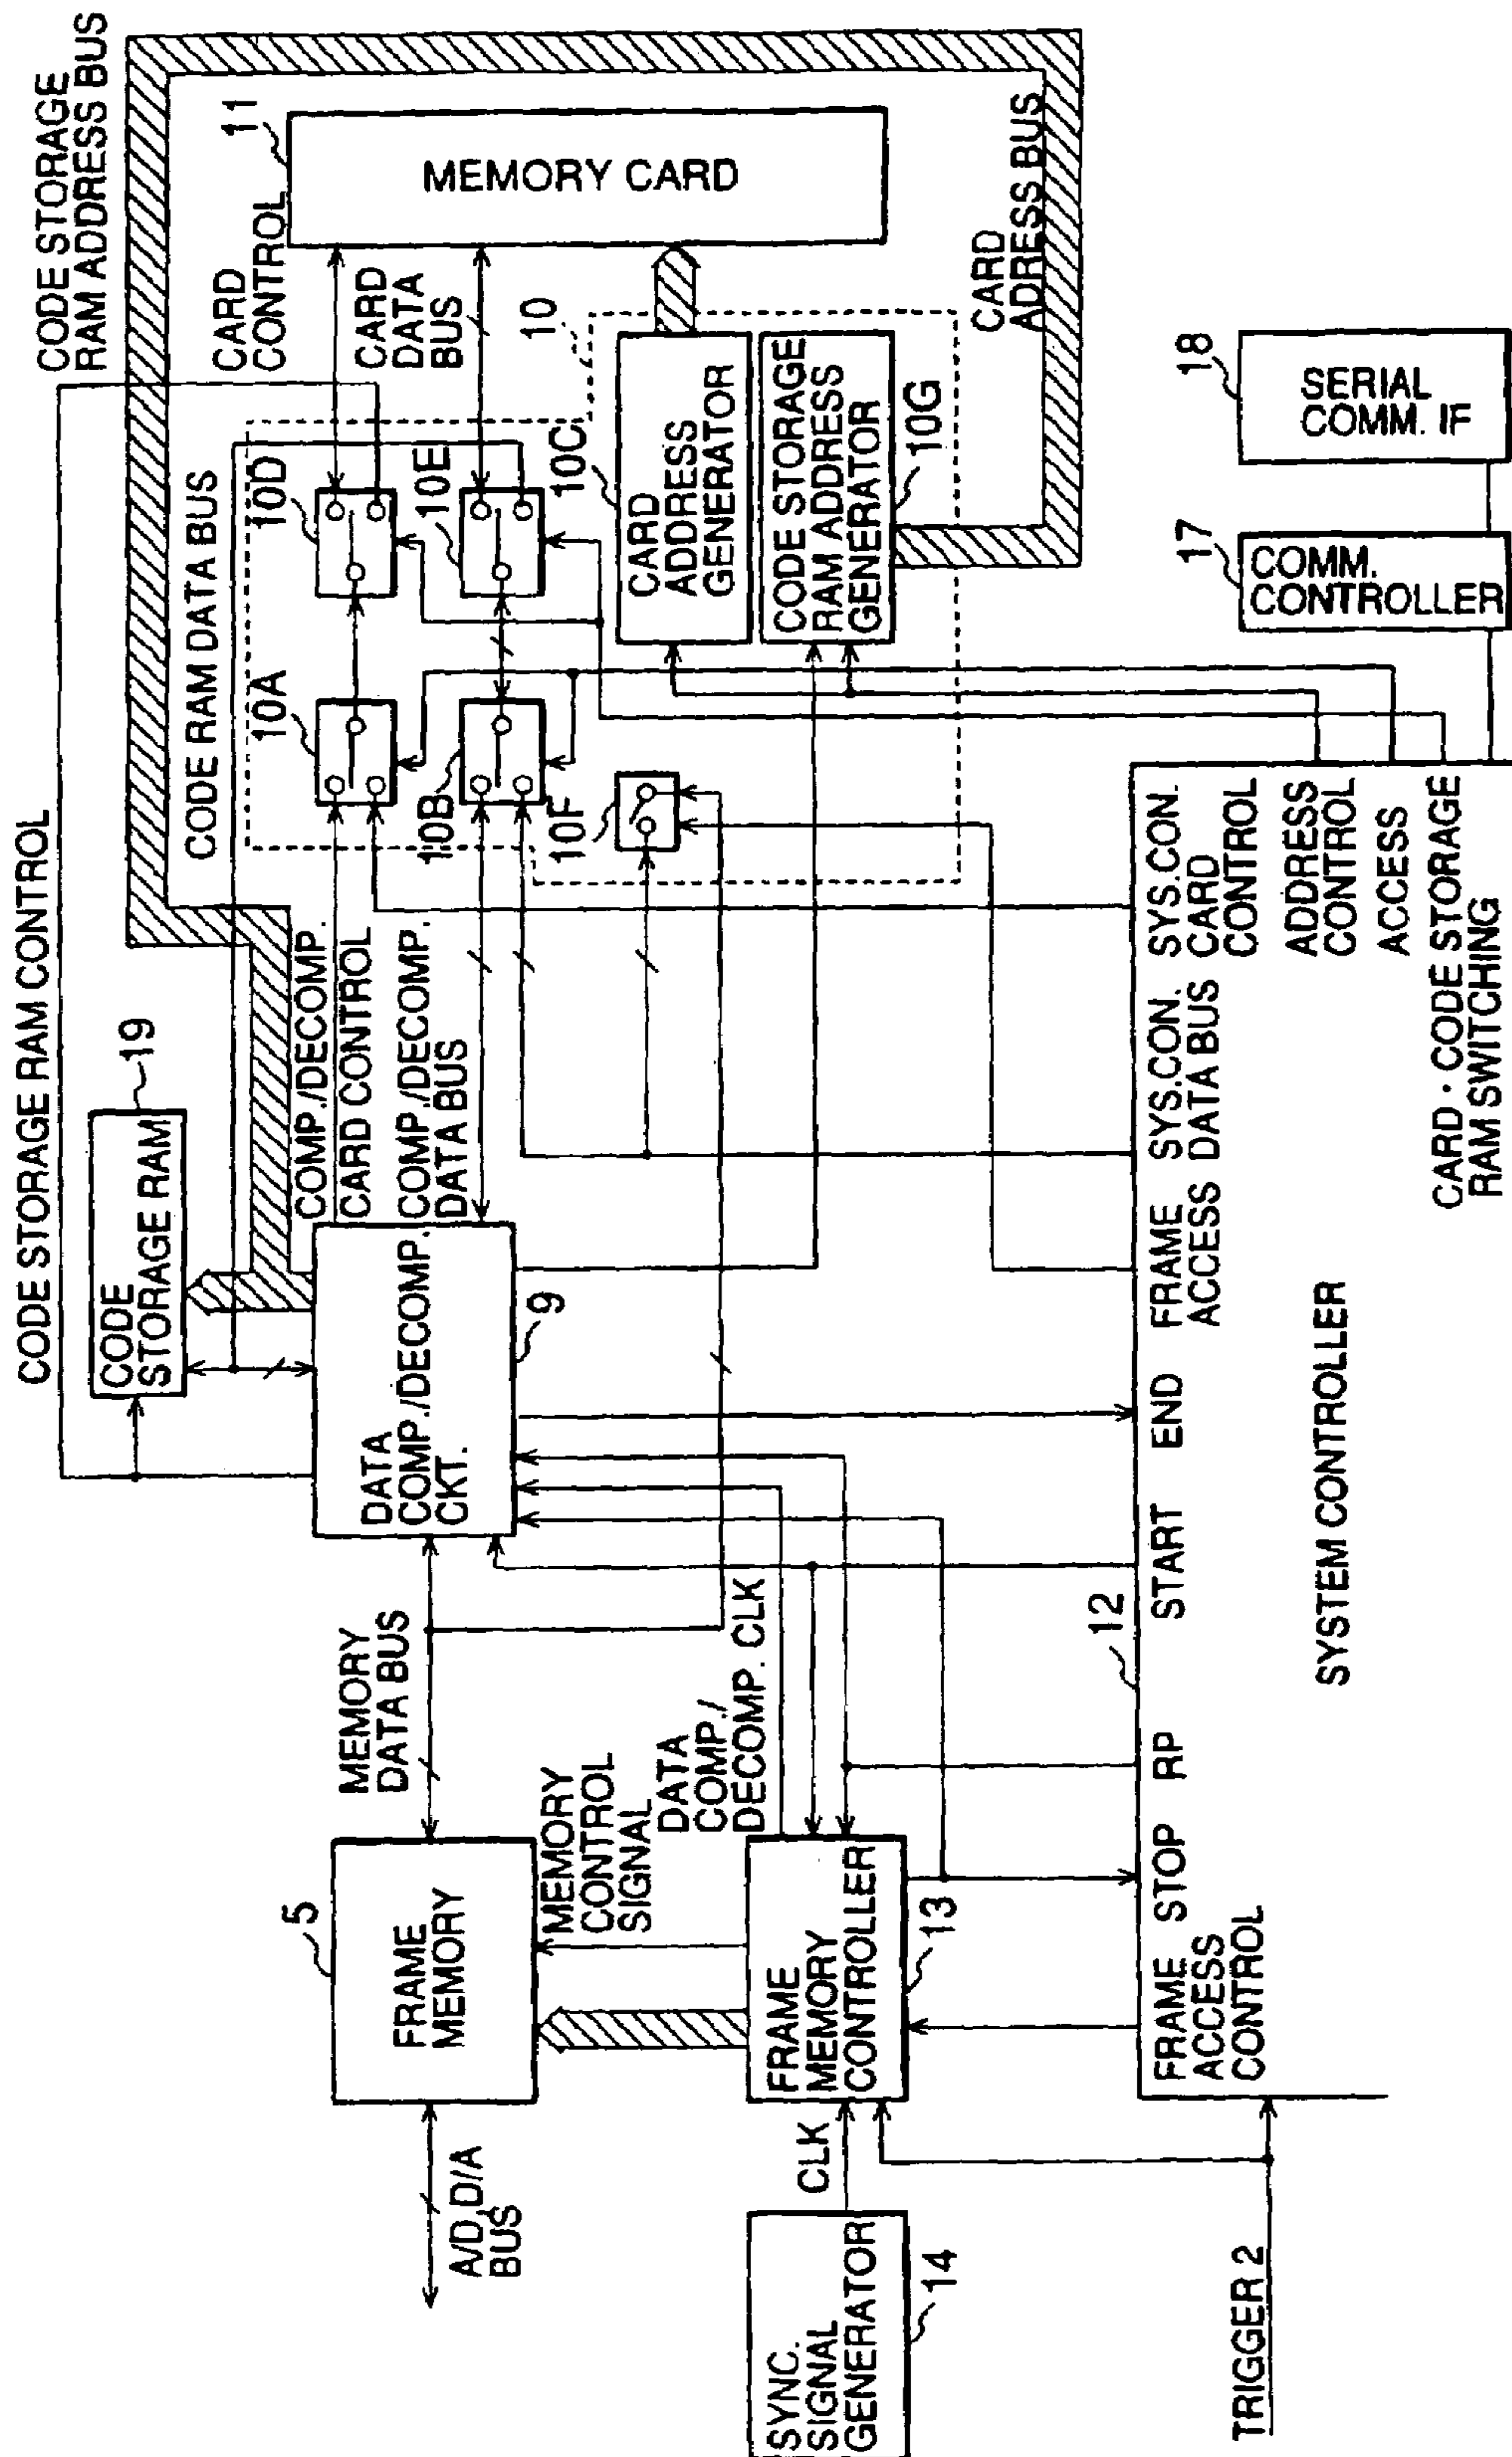 CODE STORAGE RAM CONTROL
CODE STORAGE
RAM ADDRESS BUS
19
CODE
STORAGE RAM
CODE RAM DATA BUS
CARD
CONTROL
11
MEMORY CARD
CARD
DATA
BUS
10
COMP./DECOMP.
CARD CONTROL
COMP./DECOMP.
DATA BUS
10A
10D
10B
10E
10F
10C
CARD
ADDRESS
GENERATOR
CODE STORAGE
RAM ADDRESS
GENERATOR
10G
CARD
ADRESS BUS
5
FRAME
MEMORY
A/D,D/A
BUS
MEMORY
DATA BUS
DATA
COMP./DECOMP.
CKT.
9
MEMORY
CONTROL
SIGNAL
DATA
COMP./
DECOMP. CLK
SYNC.
SIGNAL
GENERATOR
14
CLK
FRAME
MEMORY
CONTROLLER
13
TRIGGER 2
12
FRAME
ACCESS
CONTROL
STOP
RP
START
END
FRAME
ACCESS
SYS.CON.
DATA BUS
SYS.CON.
CARD
CONTROL
ADDRESS
CONTROL
ACCESS
CARD · CODE STORAGE
RAM SWITCHING
SYSTEM CONTROLLER
17
COMM.
CONTROLLER
18
SERIAL
COMM. IF